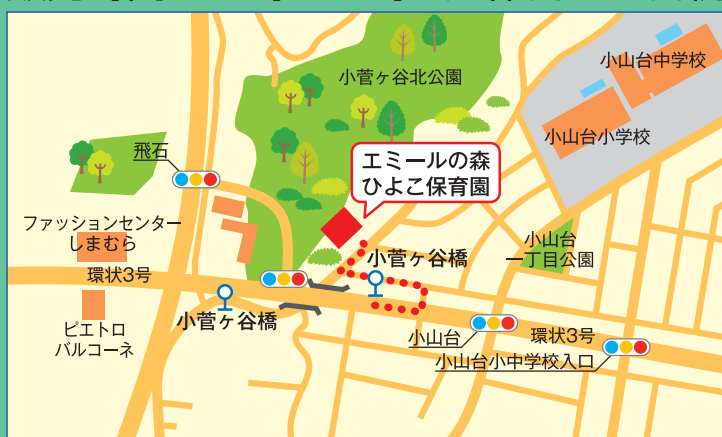 小菅ヶ谷北公園
小山台中学校
小山台小学校
飛石
エミールの森
ひよこ保育園
ファッションセンター
しまむら
小菅ヶ谷橋
小山台
一丁目公園
環状3号
小菅ヶ谷橋
ピエトロ
バルコーネ
小山台
環状3号
小山台小中学校入口